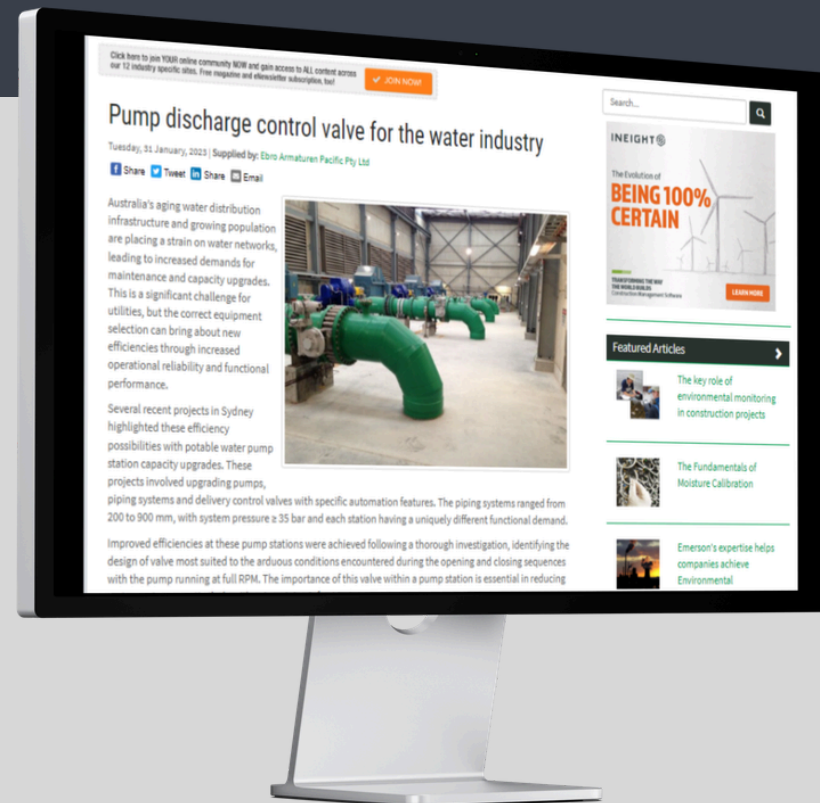 Click here to join YOUR online community NOW and gain access to ALL content across
our 12 industry specific sites. Free magazine and eNewsletter subscription, too!
JOIN NOW!
Pump discharge control valve for the water industry
Tuesday, 31 January, 2023 | Supplied by: Ebro Armaturen Pacific Pty Ltd
Share Tweet Share Email
Australia's aging water distribution
infrastructure and growing population
are placing a strain on water networks,
leading to increased demands for
maintenance and capacity upgrades.
This is a significant challenge for
utilities, but the correct equipment
selection can bring about new
efficiencies through increased
operational reliability and functional
performance.
Several recent projects in Sydney
highlighted these efficiency
possibilities with potable water pump
station capacity upgrades. These
projects involved upgrading pumps,
piping systems and delivery control valves with specific automation features. The piping systems ranged from
200 to 900 mm, with system pressure ≥ 35 bar and each station having a uniquely different functional demand.
Improved efficiencies at these pump stations were achieved following a thorough investigation, identifying the
design of valve most suited to the arduous conditions encountered during the opening and closing sequences
with the pump running at full RPM. The importance of this valve within a pump station is essential in reducing
Search...
INEIGHT
The Evolution of
BEING 100%
CERTAIN
TRANSFORMING THE WAY
THE WORLD BUILDS
Construction Management Software
LEARN MORE
Featured Articles
The key role of
environmental monitoring
in construction projects
The Fundamentals of
Moisture Calibration
Emerson's expertise helps
companies achieve
Environmental